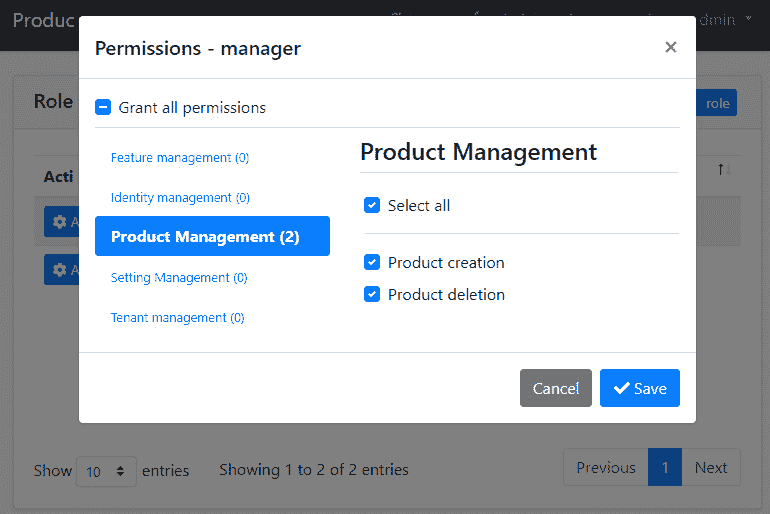 Produc
dmin
Permissions - manager
×
Grant all permissions
Role
role
Feature management (0)
Product Management
Acti
Identity management (0)
Select all
A
Product Management (2)
Product creation
A
Setting Management (0)
Product deletion
Tenant management (0)
Cancel
Save
Show 10 entries
Showing 1 to 2 of 2 entries
Previous 1 Next